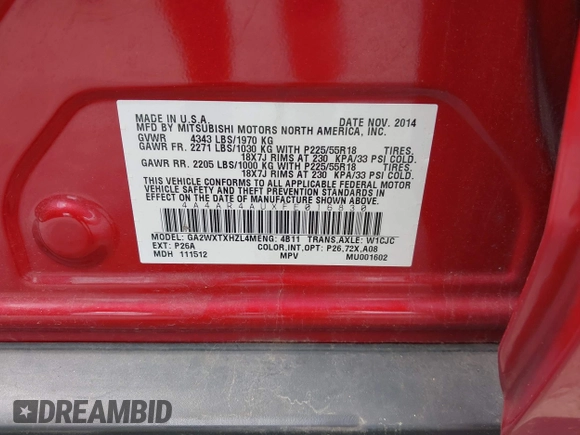 MADE IN U.S.A. DATE NOV. 2014
MFD BY MITSUBISHI MOTORS NORTH AMERICA, INC.
GVWR 4343 LBS/1970 KG
GAWR FR. 2271 LBS/1030 KG WITH P225/55R18 TIRES,
18X7J RIMS AT 230 KPA/33 PSI COLD.
GAWR RR. 2205 LBS/1000 KG WITH P225/55R18 TIRES,
18X7J RIMS AT 230 KPA/33 PSI COLD.
THIS VEHICLE CONFORMS TO ALL APPLICABLE FEDERAL MOTOR
VEHICLE SAFETY AND THEFT PREVENTION STANDARDS IN
EFFECT ON THE DATE OF MANUFACTURE SHOWN ABOVE.
4A4AR4AUXFE016830
MODEL: GA2WXTXHZL4M ENG: 4B11 TRANS,AXLE: W1CJC
EXT: P26A COLOR,INT,OPT: P26,72X,A08
MDH 111512 MPV MU001602
DREAMBID